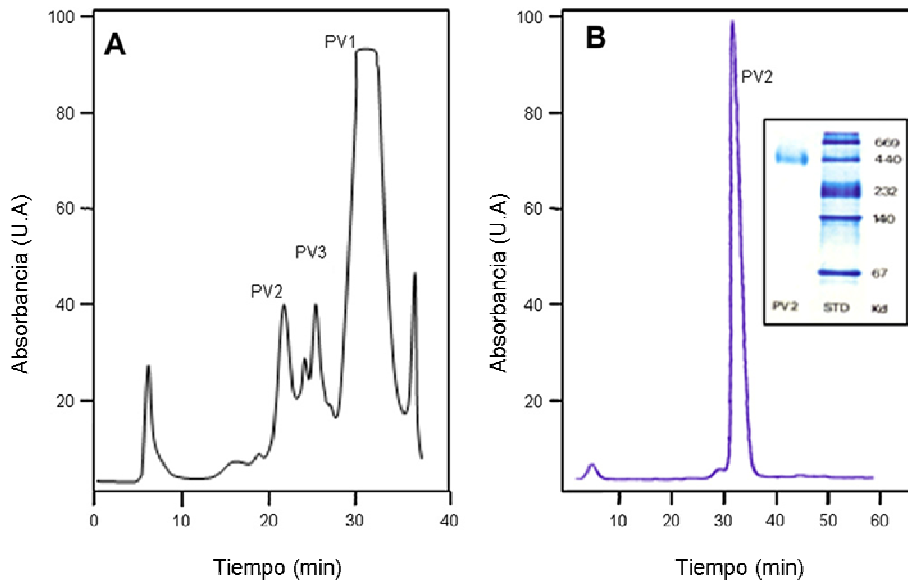 A
PV1
PV3
PV2
Absorbancia (U.A)
100
80
60
40
20
0 10 20 30 40
Tiempo (min)
B
PV2
669
440
232
140
67
PV2 STD Kd
Absorbancia (U.A)
100
80
60
40
20
10 20 30 40 50 60
Tiempo (min)